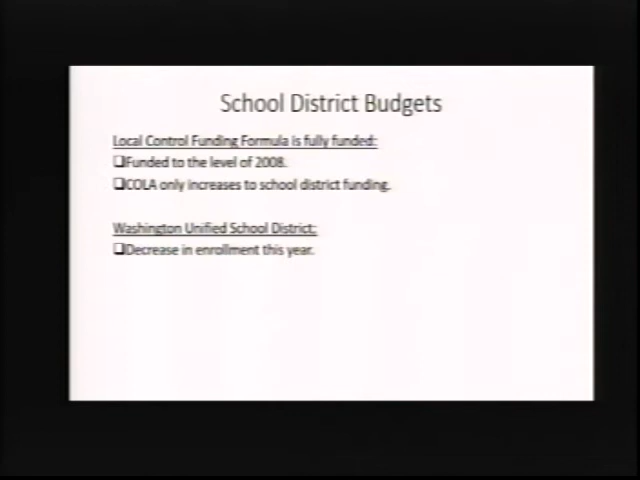 School District Budgets
Local Control Funding Formula is fully funded:
❑Funded to the level of 2008.
❑COLA only increases to school district funding.
Washington Unified School District:
❑Decrease in enrollment this year.